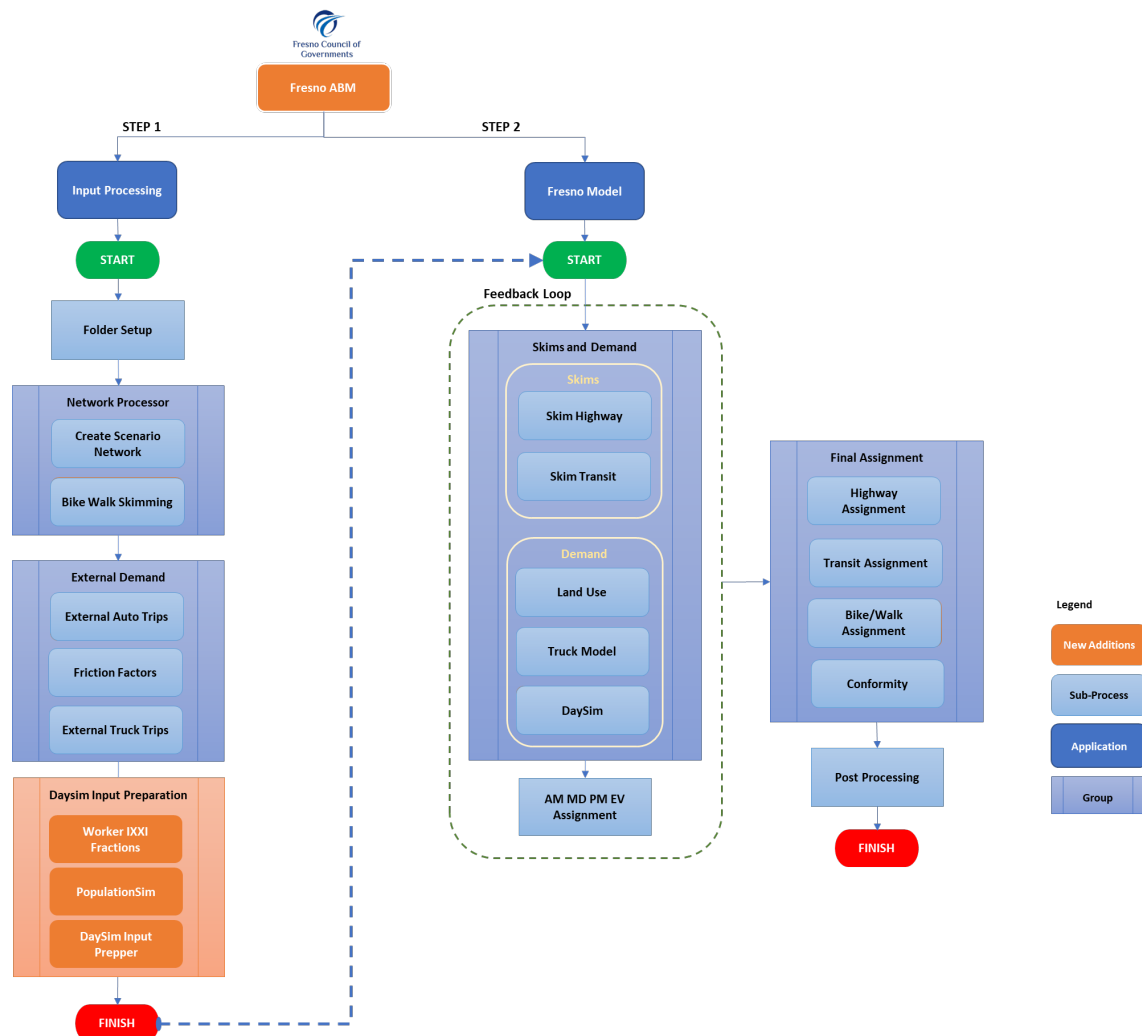 Fresno Council of
Governments
Fresno ABM
STEP 1
STEP 2
Input Processing
START
Folder Setup
Network Processor
Create Scenario
Network
Bike Walk Skimming
External Demand
External Auto Trips
Friction Factors
External Truck Trips
Daysim Input Preparation
Worker IXXI
Fractions
PopulationSim
DaySim Input
Prepper
FINISH
Fresno Model
START
Feedback Loop
Skims and Demand
Skims
Skim Highway
Skim Transit
Demand
Land Use
Truck Model
DaySim
AM MD PM EV
Assignment
Final Assignment
Highway
Assignment
Transit Assignment
Bike/Walk
Assignment
Conformity
Post Processing
FINISH
Legend
New Additions
Sub-Process
Application
Group